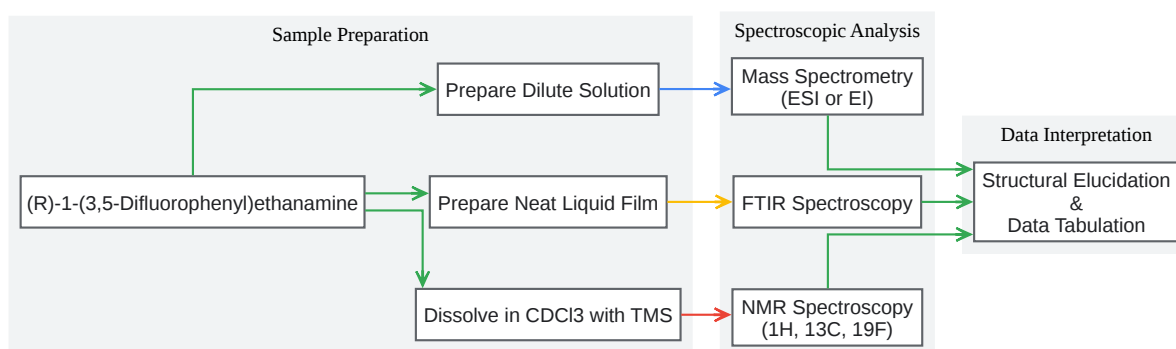 Sample Preparation
Spectroscopic Analysis
Data Interpretation
Prepare Dilute Solution
Mass Spectrometry
(ESI or EI)
(R)-1-(3,5-Difluorophenyl)ethanamine
Prepare Neat Liquid Film
FTIR Spectroscopy
Structural Elucidation
&
Data Tabulation
Dissolve in CDCl3 with TMS
NMR Spectroscopy
(1H, 13C, 19F)